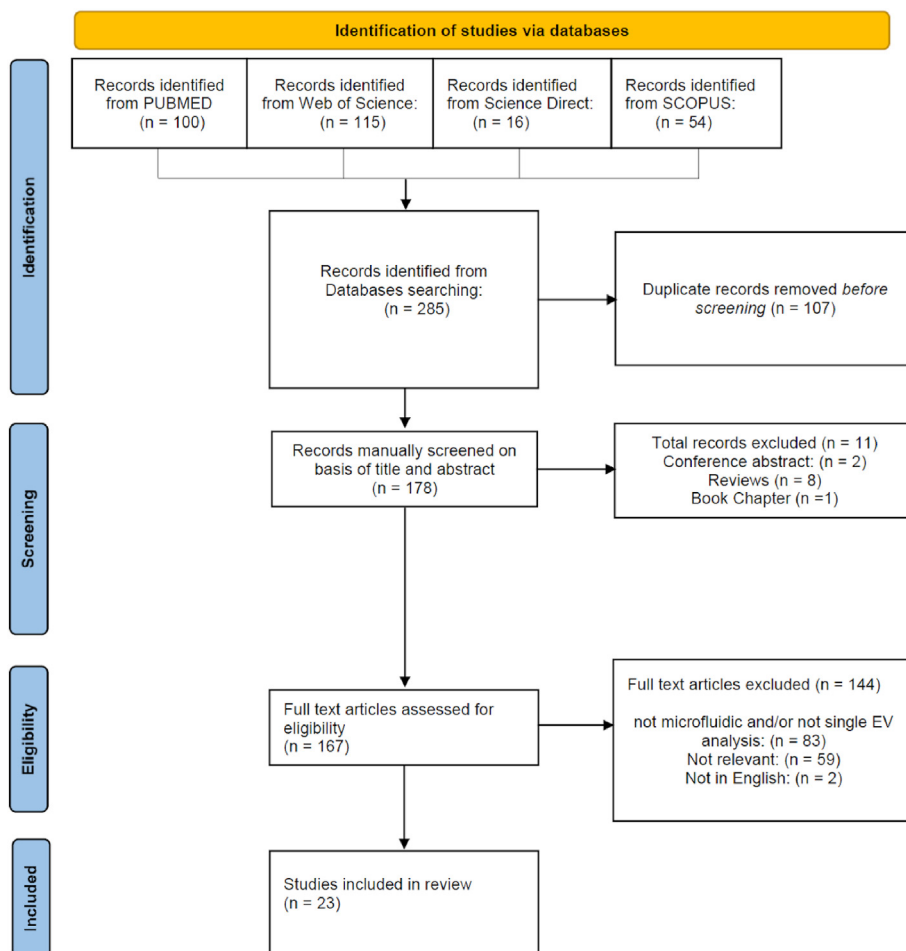 Identification of studies via databases
Identification
Records identified
from PUBMED
(n = 100)
Records identified
from Web of Science:
(n = 115)
Records identified
from Science Direct:
(n = 16)
Records identified
from SCOPUS:
(n = 54)
Records identified from
Databases searching:
(n = 285)
Duplicate records removed before
screening (n = 107)
Screening
Records manually screened on
basis of title and abstract
(n = 178)
Total records excluded (n = 11)
Conference abstract: (n = 2)
Reviews (n = 8)
Book Chapter (n =1)
Eligibility
Full text articles assessed for
eligibility
(n = 167)
Full text articles excluded (n = 144)
not microfluidic and/or not single EV
analysis: (n = 83)
Not relevant: (n = 59)
Not in English: (n = 2)
Included
Studies included in review
(n = 23)